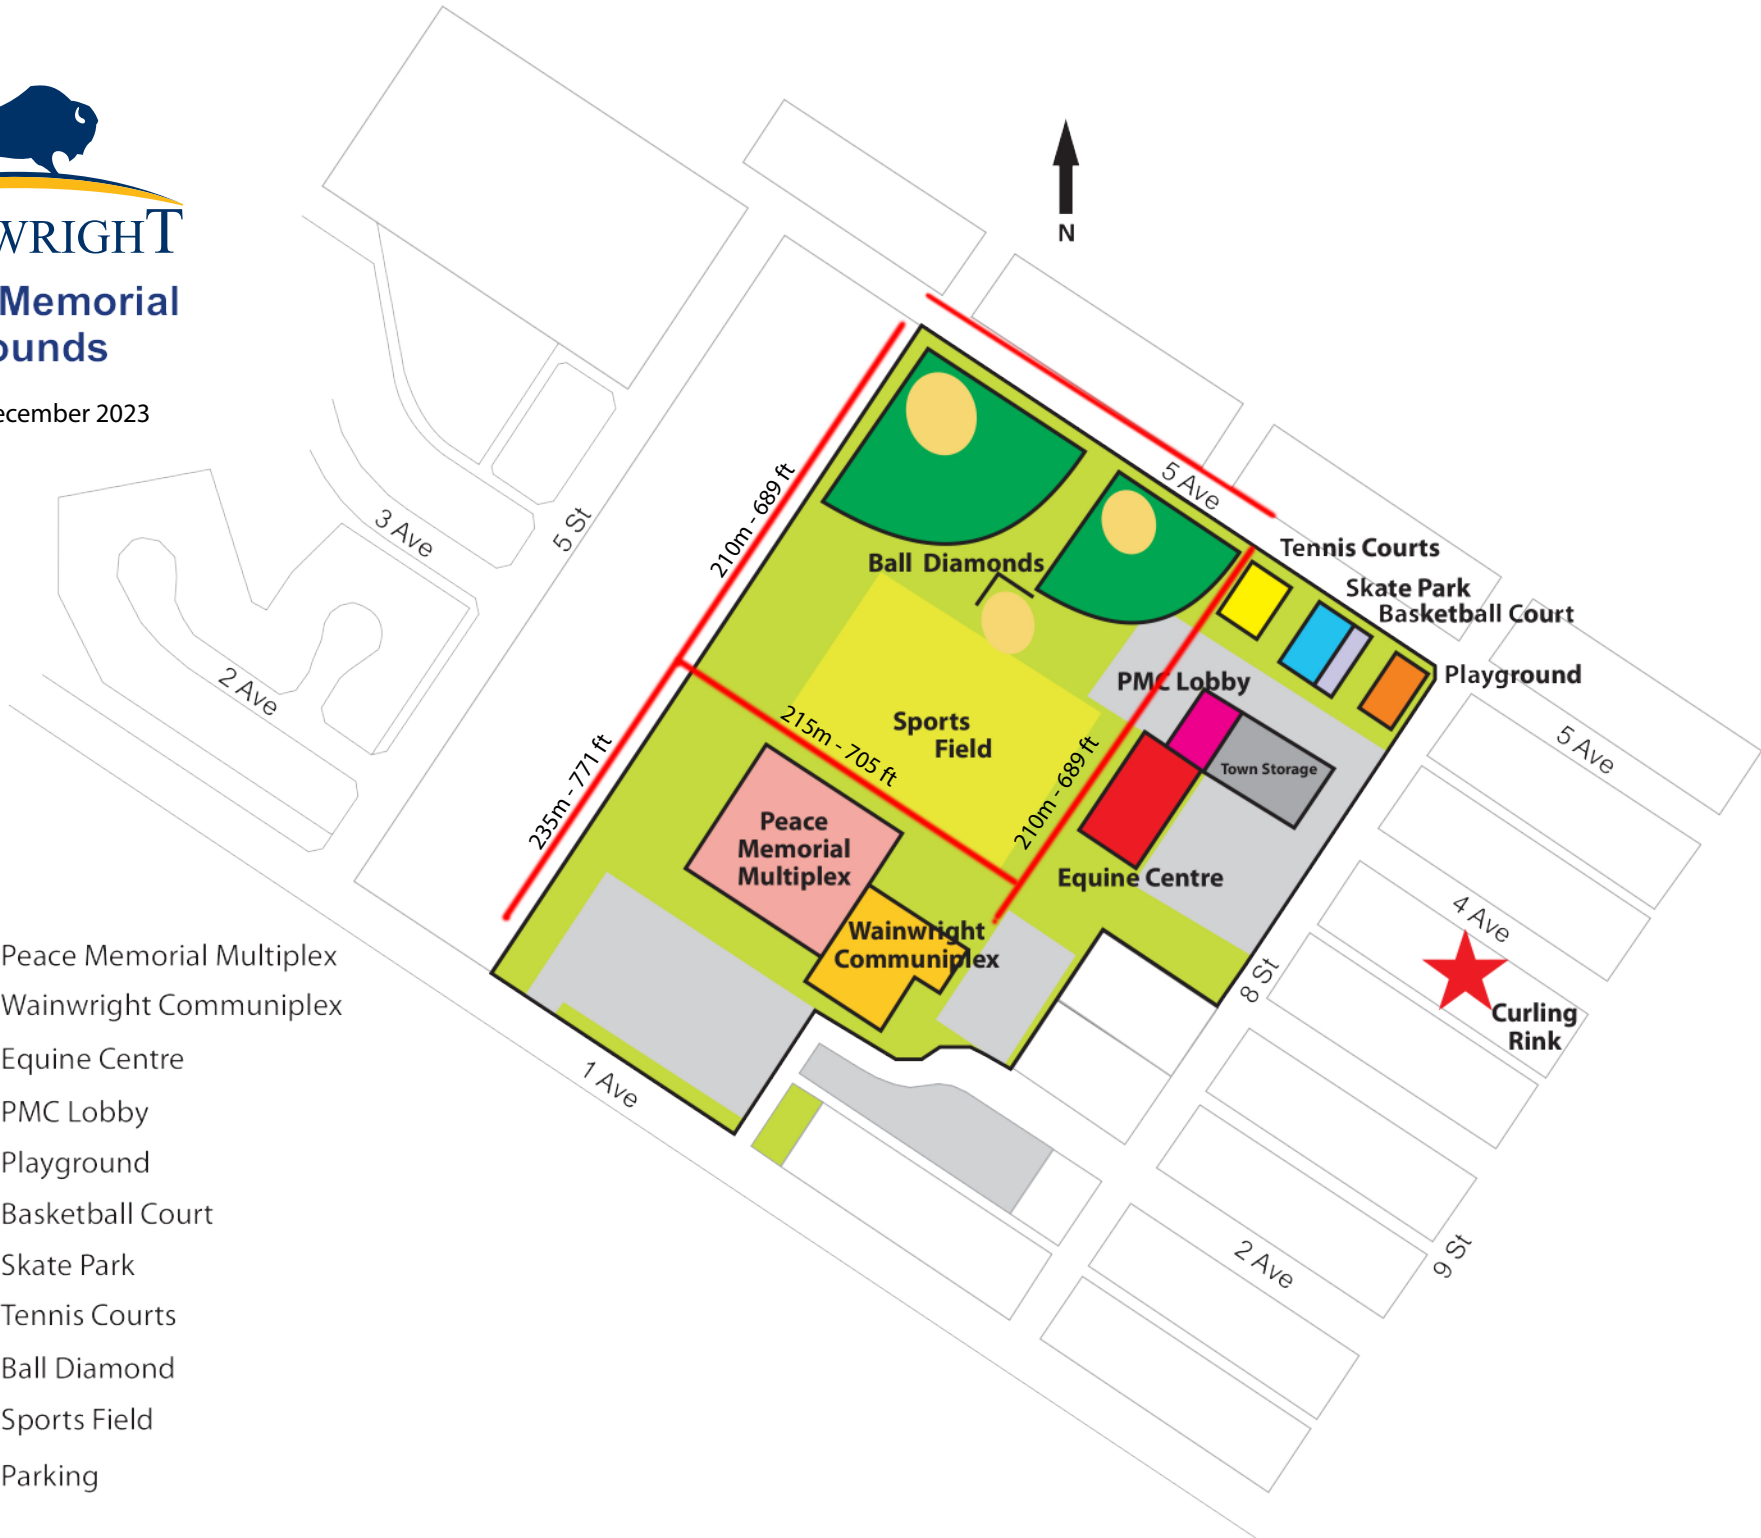 WRIGHT
Memorial
ounds
ecember 2023
N
5 Ave
Tennis Courts
Skate Park
Basketball Court
Playground
3 Ave
5 St
210m - 689 ft
Ball Diamonds
PMC Lobby
2 Ave
Sports
Field
215m - 705 ft
210m - 689 ft
Town Storage
5 Ave
235m - 771 ft
Peace
Memorial
Multiplex
Equine Centre
4 Ave
Wainwright
Communiplex
8 St
Curling
Rink
1 Ave
2 Ave
9 St
Peace Memorial Multiplex
Wainwright Communiplex
Equine Centre
PMC Lobby
Playground
Basketball Court
Skate Park
Tennis Courts
Ball Diamond
Sports Field
Parking